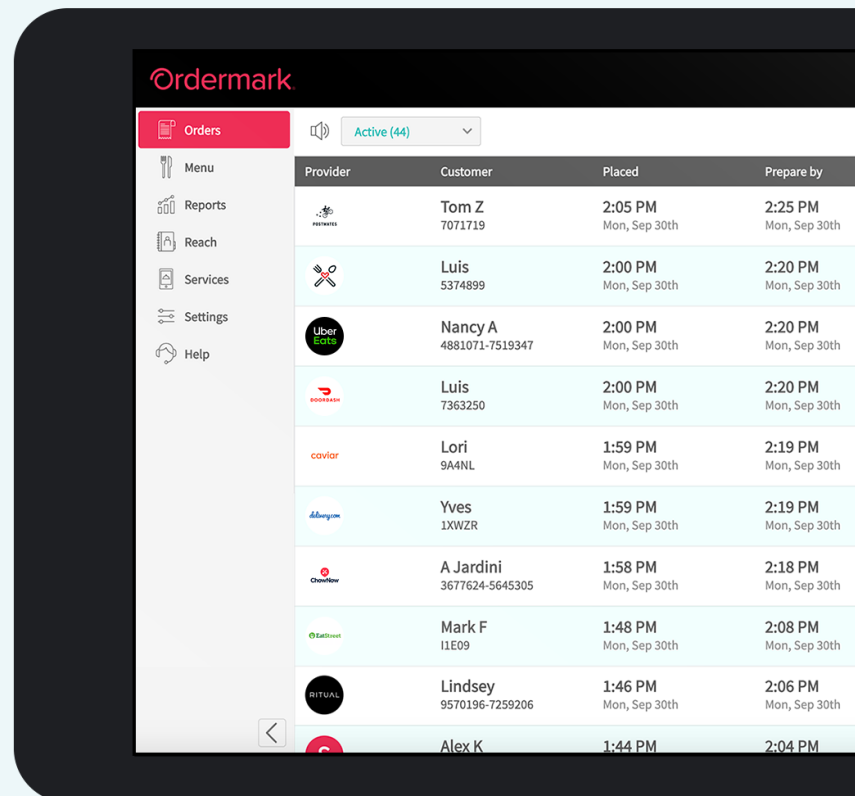 Ordermark
Orders
Menu
Reports
Reach
Services
Settings
Help
Active (44)
Provider Customer Placed Prepare by
POSTMATES Tom Z 2:05 PM 2:25 PM
7071719 Mon, Sep 30th Mon, Sep 30th
Luis 2:00 PM 2:20 PM
5374899 Mon, Sep 30th Mon, Sep 30th
Uber Eats Nancy A 2:00 PM 2:20 PM
4881071-7519347 Mon, Sep 30th Mon, Sep 30th
DOORDASH Luis 2:00 PM 2:20 PM
7363250 Mon, Sep 30th Mon, Sep 30th
caviar Lori 1:59 PM 2:19 PM
9A4NL Mon, Sep 30th Mon, Sep 30th
delivery.com Yves 1:59 PM 2:19 PM
1XWZR Mon, Sep 30th Mon, Sep 30th
ChowNow A Jardini 1:58 PM 2:18 PM
3677624-5645305 Mon, Sep 30th Mon, Sep 30th
EatStreet Mark F 1:48 PM 2:08 PM
I1E09 Mon, Sep 30th Mon, Sep 30th
RITUAL Lindsey 1:46 PM 2:06 PM
9570196-7259206 Mon, Sep 30th Mon, Sep 30th
Alex K 1:44 PM 2:04 PM